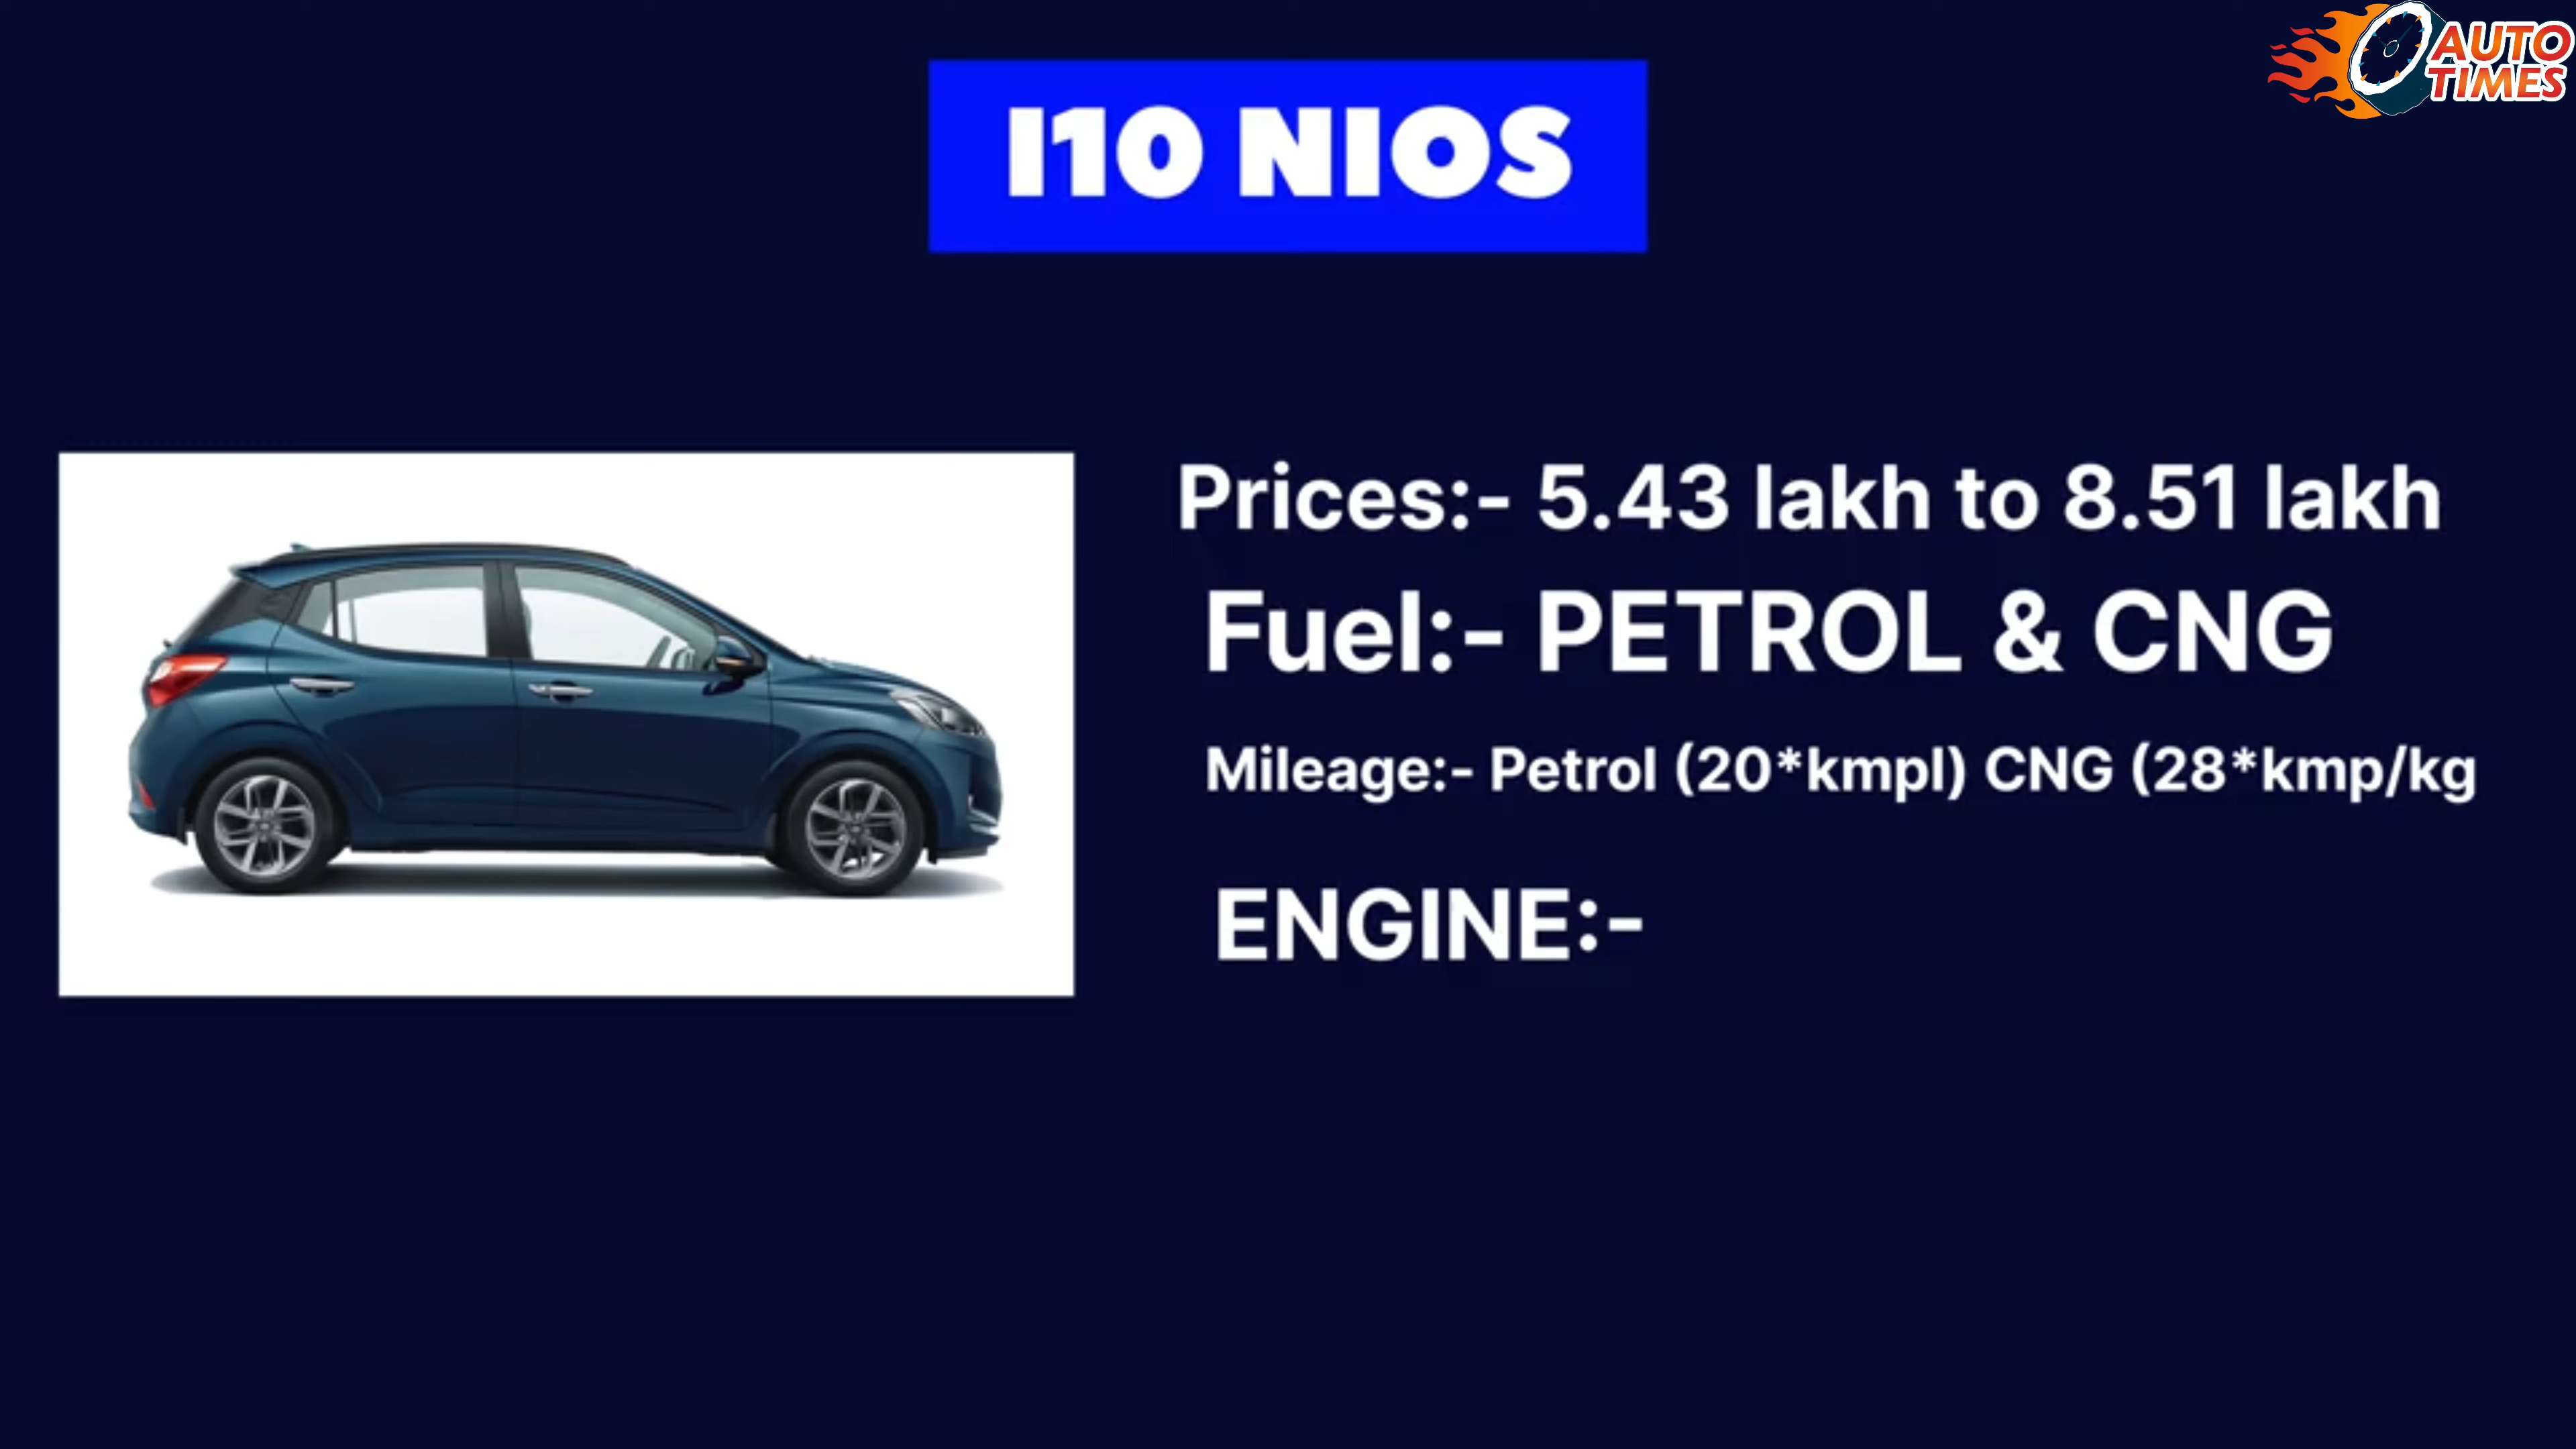 AUTO
TIMES
I10 NIOS
Prices:- 5.43 lakh to 8.51 lakh
Fuel:- PETROL & CNG
Mileage:- Petrol (20*kmpl) CNG (28*kmp/kg
ENGINE:-